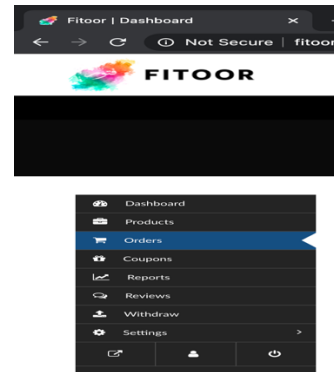 Fitoor | Dashboard
Not Secure | fitoor
FITOOR
Dashboard
Products
Orders
Coupons
Reports
Reviews
Withdraw
Settings